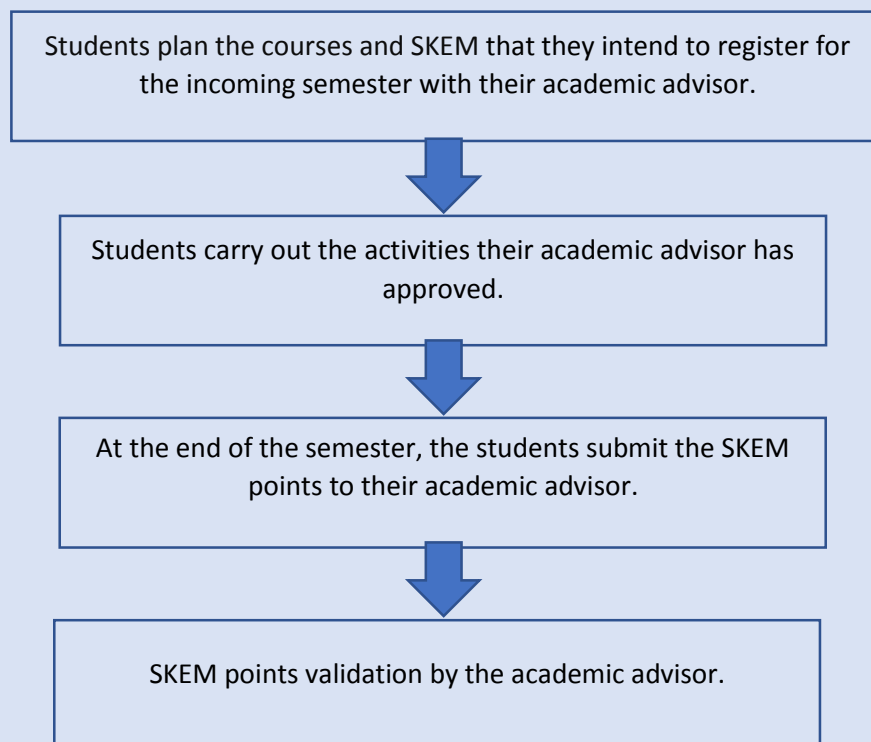 Students plan the courses and SKEM that they intend to register for
the incoming semester with their academic advisor.
Students carry out the activities their academic advisor has
approved.
At the end of the semester, the students submit the SKEM
points to their academic advisor.
SKEM points validation by the academic advisor.